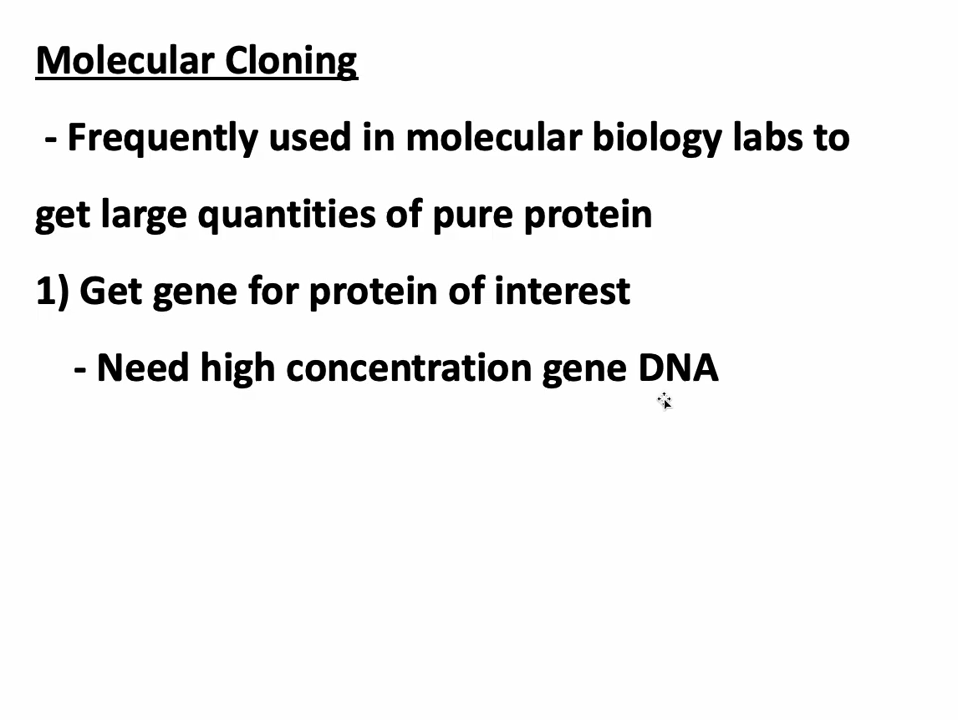 Molecular Cloning
- Frequently used in molecular biology labs to
get large quantities of pure protein
1) Get gene for protein of interest
- Need high concentration gene DNA